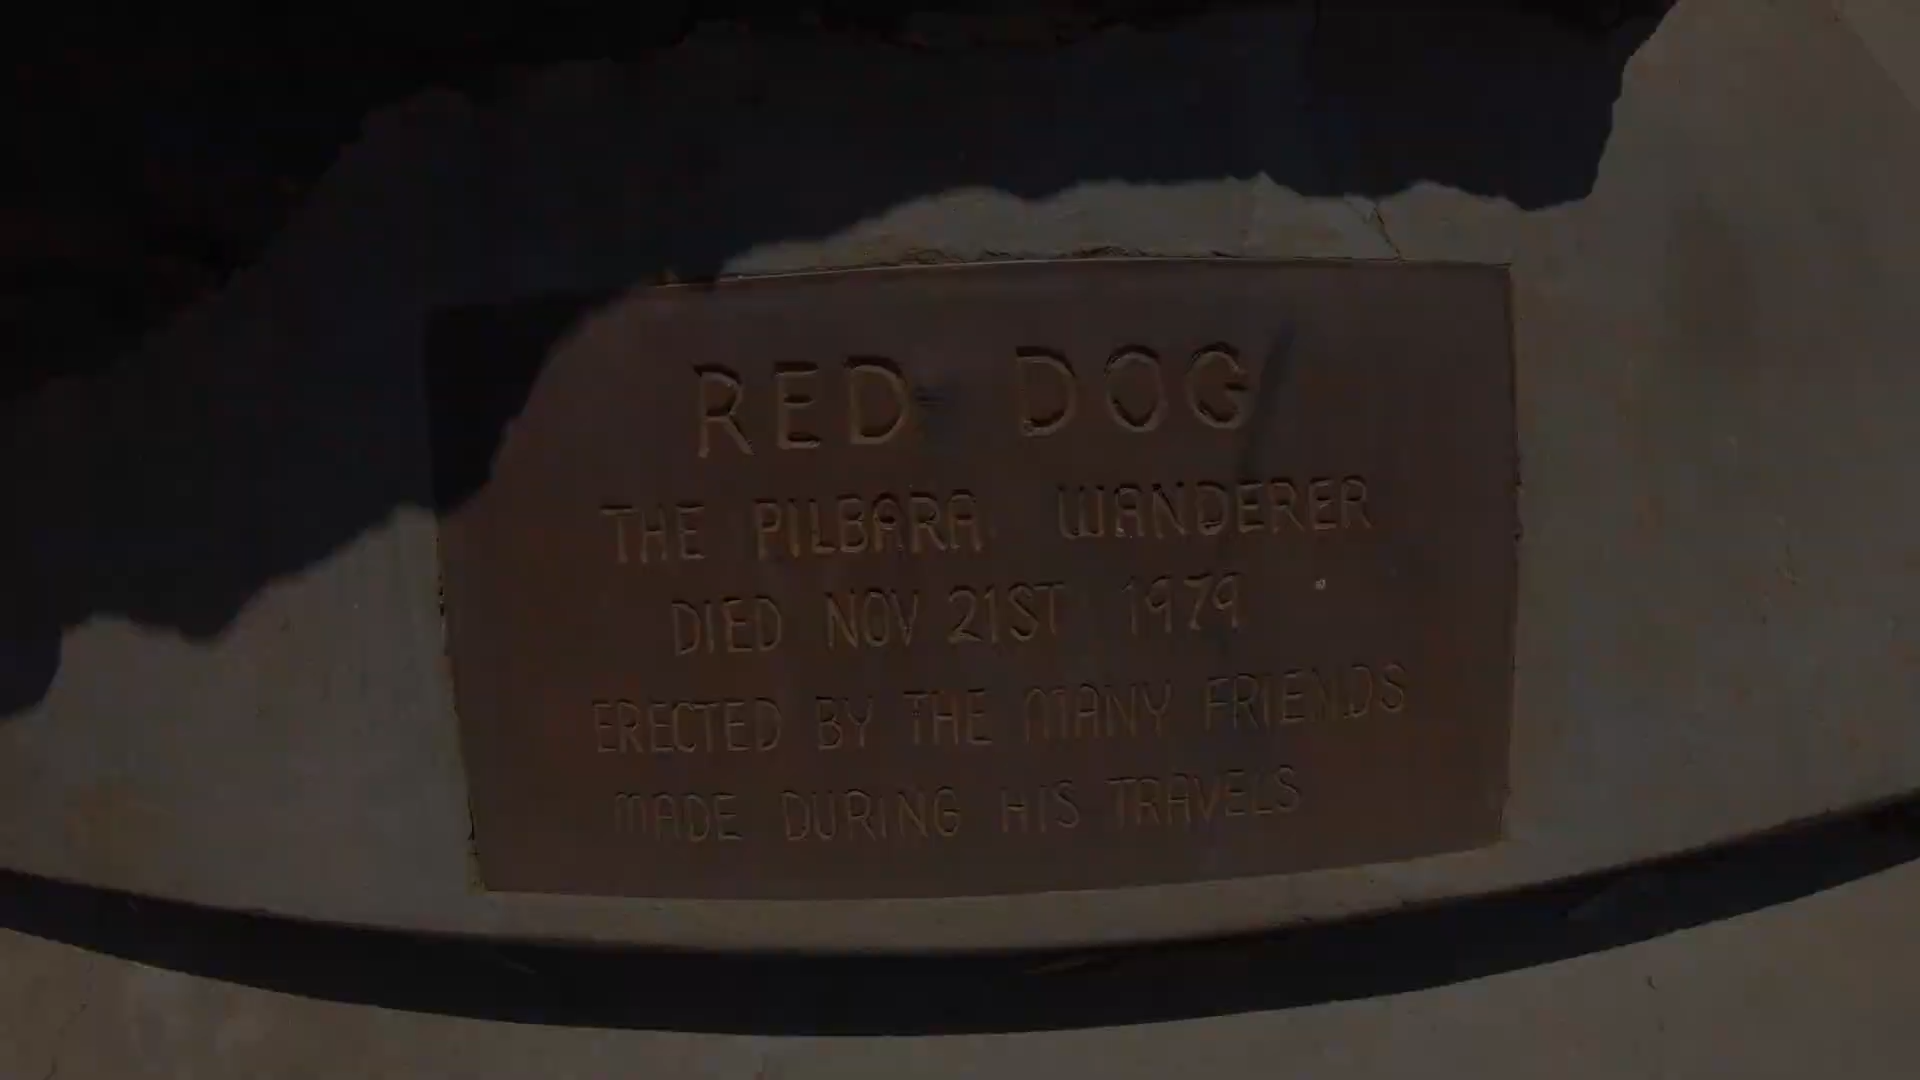 RED DOG
THE PILBARA WANDERER
DIED NOV 21ST 1979
ERECTED BY THE MANY FRIENDS
MADE DURING HIS TRAVELS